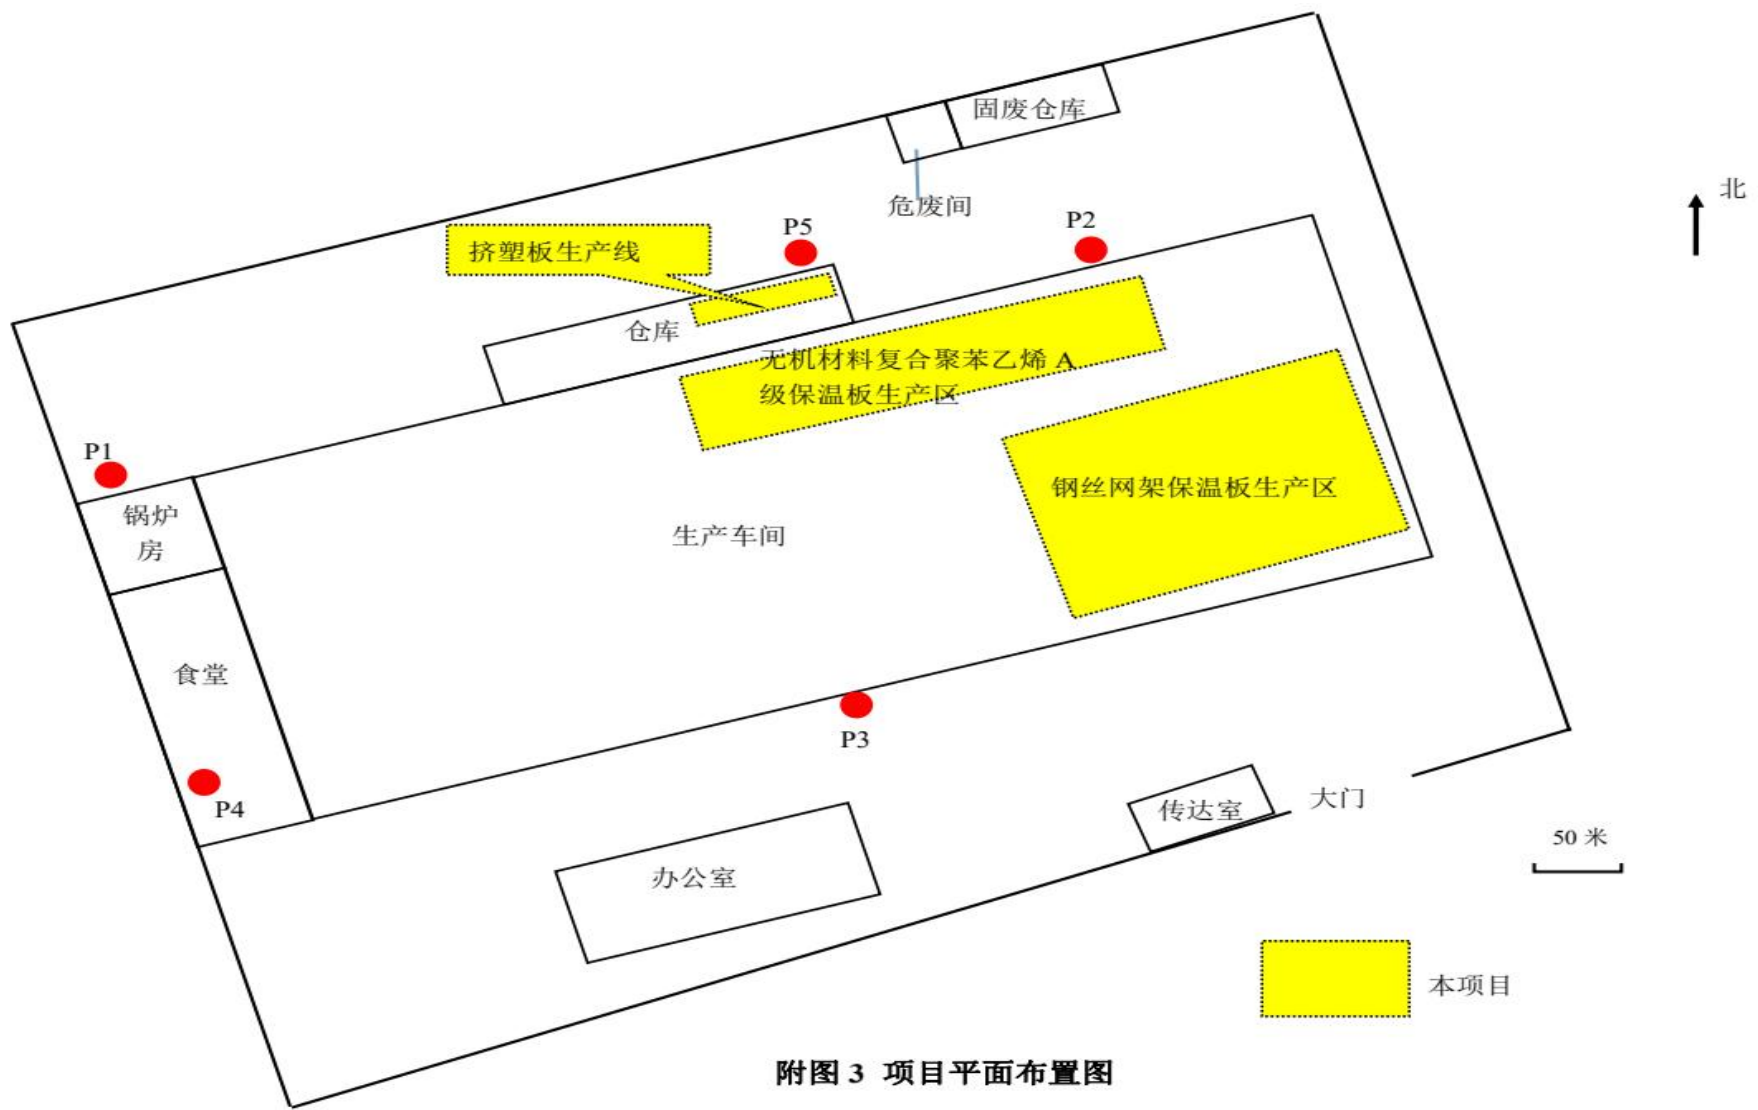 固废仓库
北
危废间
P5
P2
挤塑板生产线
仓库
无机材料复合聚苯乙烯 A
级保温板生产区
P1
钢丝网架保温板生产区
锅炉
房
生产车间
食堂
P3
P4
传达室
大门
50 米
办公室
本项目
附图 3 项目平面布置图